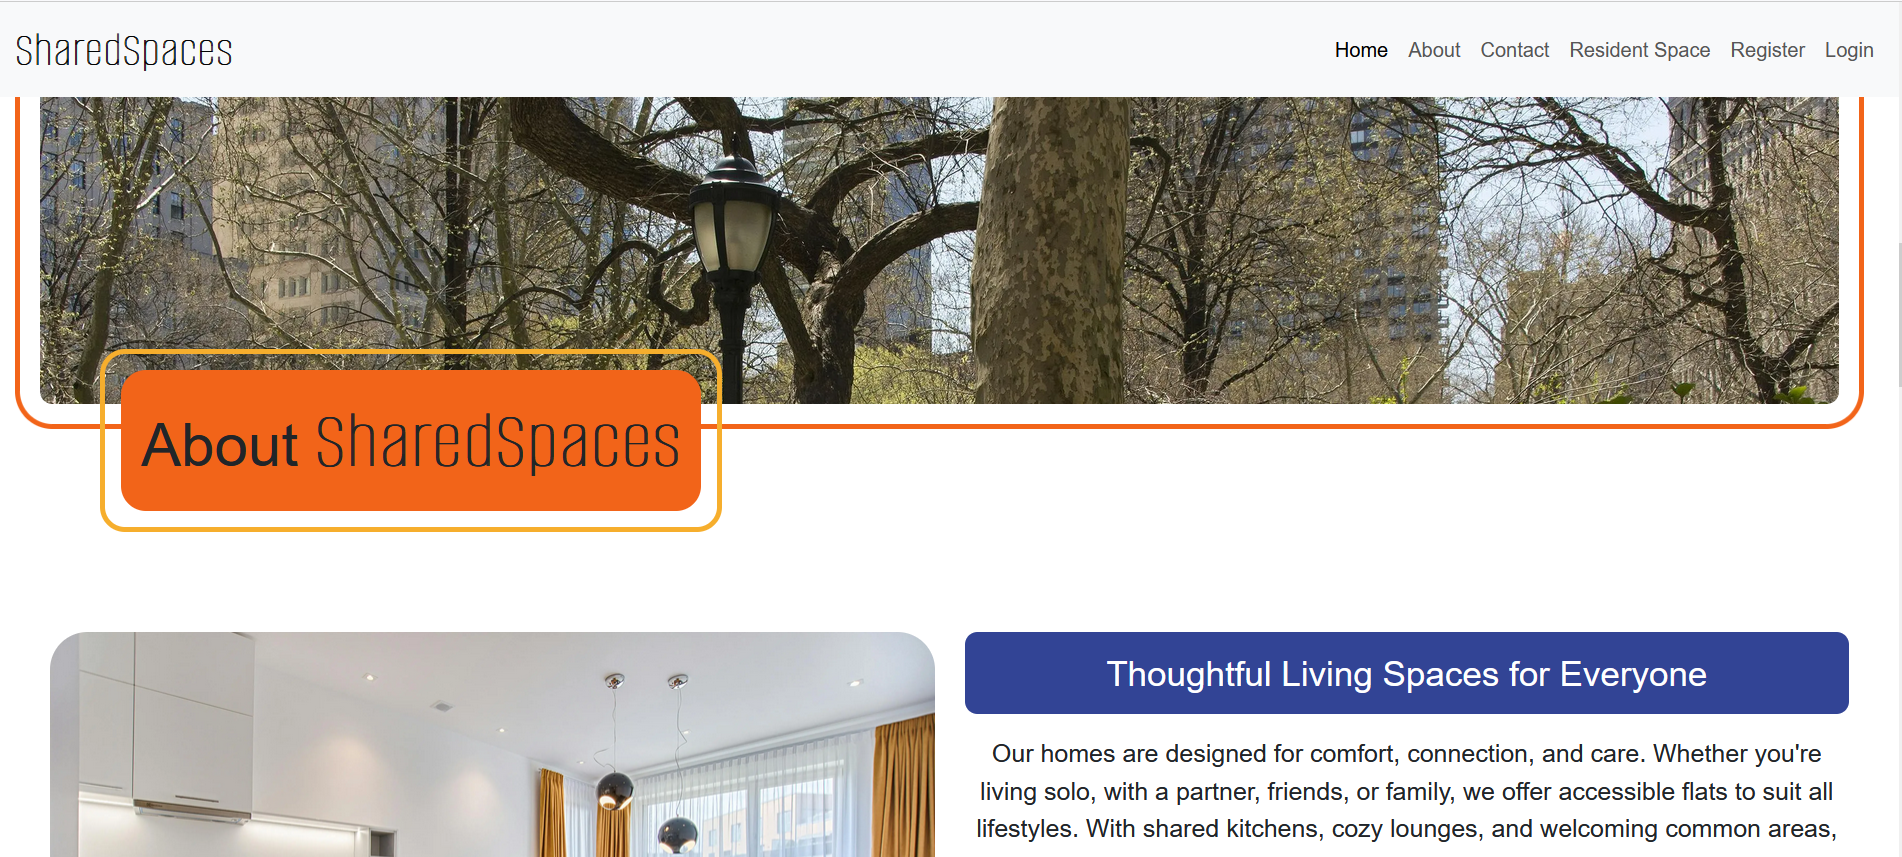 SharedSpaces
Home About Contact Resident Space Register Login
About SharedSpaces
Thoughtful Living Spaces for Everyone
Our homes are designed for comfort, connection, and care. Whether you're
living solo, with a partner, friends, or family, we offer accessible flats to suit all
lifestyles. With shared kitchens, cozy lounges, and welcoming common areas,